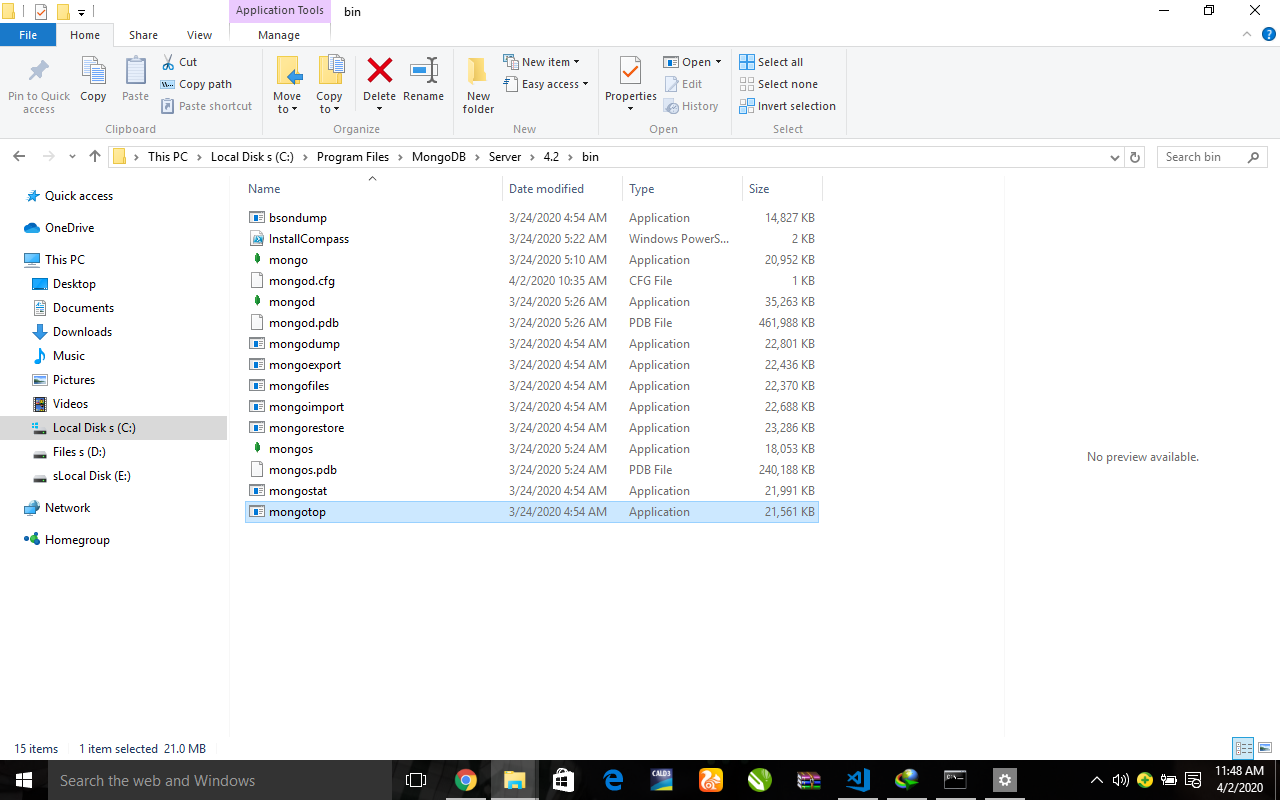 Application Tools bin
File Home Share View Manage
Pin to Quick access
Copy
Paste
Cut
Copy path
Paste shortcut
Clipboard
Move to
Copy to
Delete
Rename
Organize
New folder
New item
Easy access
New
Properties
Open
Edit
History
Open
Select all
Select none
Invert selection
Select
This PC Local Disk s (C:) Program Files MongoDB Server 4.2 bin
Search bin
Quick access
OneDrive
This PC
Desktop
Documents
Downloads
Music
Pictures
Videos
Local Disk s (C:)
Files s (D:)
sLocal Disk (E:)
Network
Homegroup
Name Date modified Type Size
bsondump 3/24/2020 4:54 AM Application 14,827 KB
InstallCompass 3/24/2020 5:22 AM Windows PowerS... 2 KB
mongo 3/24/2020 5:10 AM Application 20,952 KB
mongod.cfg 4/2/2020 10:35 AM CFG File 1 KB
mongod 3/24/2020 5:26 AM Application 35,263 KB
mongod.pdb 3/24/2020 5:26 AM PDB File 461,988 KB
mongodump 3/24/2020 4:54 AM Application 22,801 KB
mongoexport 3/24/2020 4:54 AM Application 22,436 KB
mongofiles 3/24/2020 4:54 AM Application 22,370 KB
mongoimport 3/24/2020 4:54 AM Application 22,688 KB
mongorestore 3/24/2020 4:54 AM Application 23,286 KB
mongos 3/24/2020 5:24 AM Application 18,053 KB
mongos.pdb 3/24/2020 5:24 AM PDB File 240,188 KB
mongostat 3/24/2020 4:54 AM Application 21,991 KB
mongotop 3/24/2020 4:54 AM Application 21,561 KB
No preview available.
15 items 1 item selected 21.0 MB
Search the web and Windows
CALD3
11:48 AM
4/2/2020